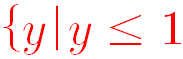 {y | y ≤ 1